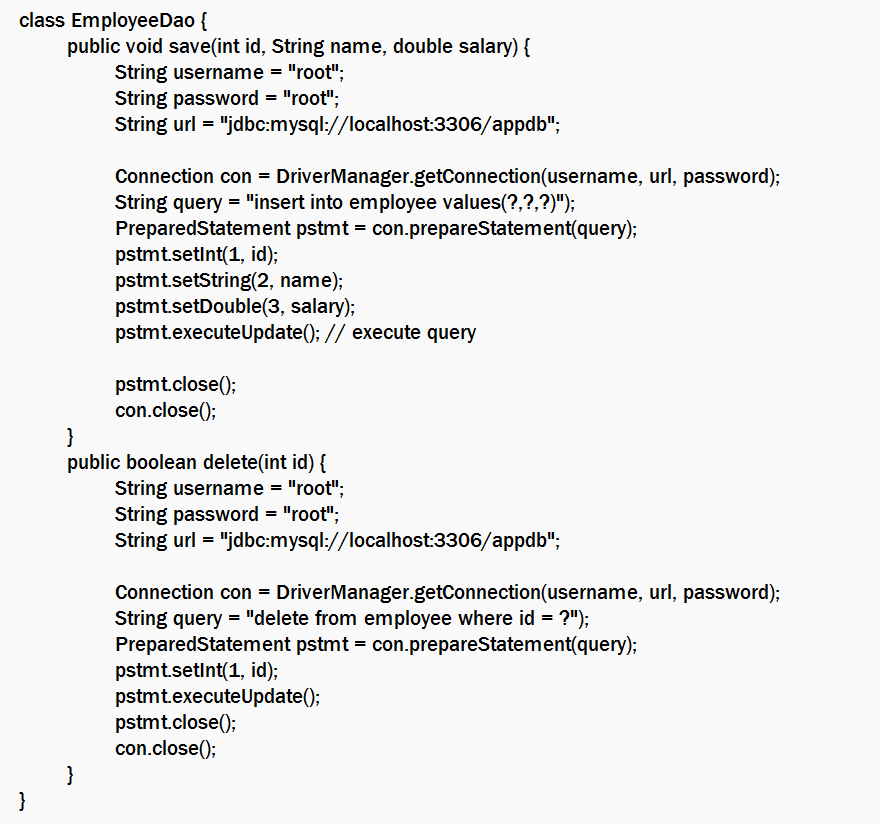 class EmployeeDao {
public void save(int id, String name, double salary) {
String username = "root";
String password = "root";
String url = "jdbc:mysql://localhost:3306/appdb";
Connection con = DriverManager.getConnection(username, url, password);
String query = "insert into employee values(?,?,?)");
PreparedStatement pstmt = con.prepareStatement(query);
pstmt.setInt(1, id);
pstmt.setString(2, name);
pstmt.setDouble(3, salary);
pstmt.executeUpdate(); // execute query
pstmt.close();
con.close();
}
public boolean delete(int id) {
String username = "root";
String password = "root";
String url = "jdbc:mysql://localhost:3306/appdb";
Connection con = DriverManager.getConnection(username, url, password);
String query = "delete from employee where id = ?");
PreparedStatement pstmt = con.prepareStatement(query);
pstmt.setInt(1, id);
pstmt.executeUpdate();
pstmt.close();
con.close();
}
}